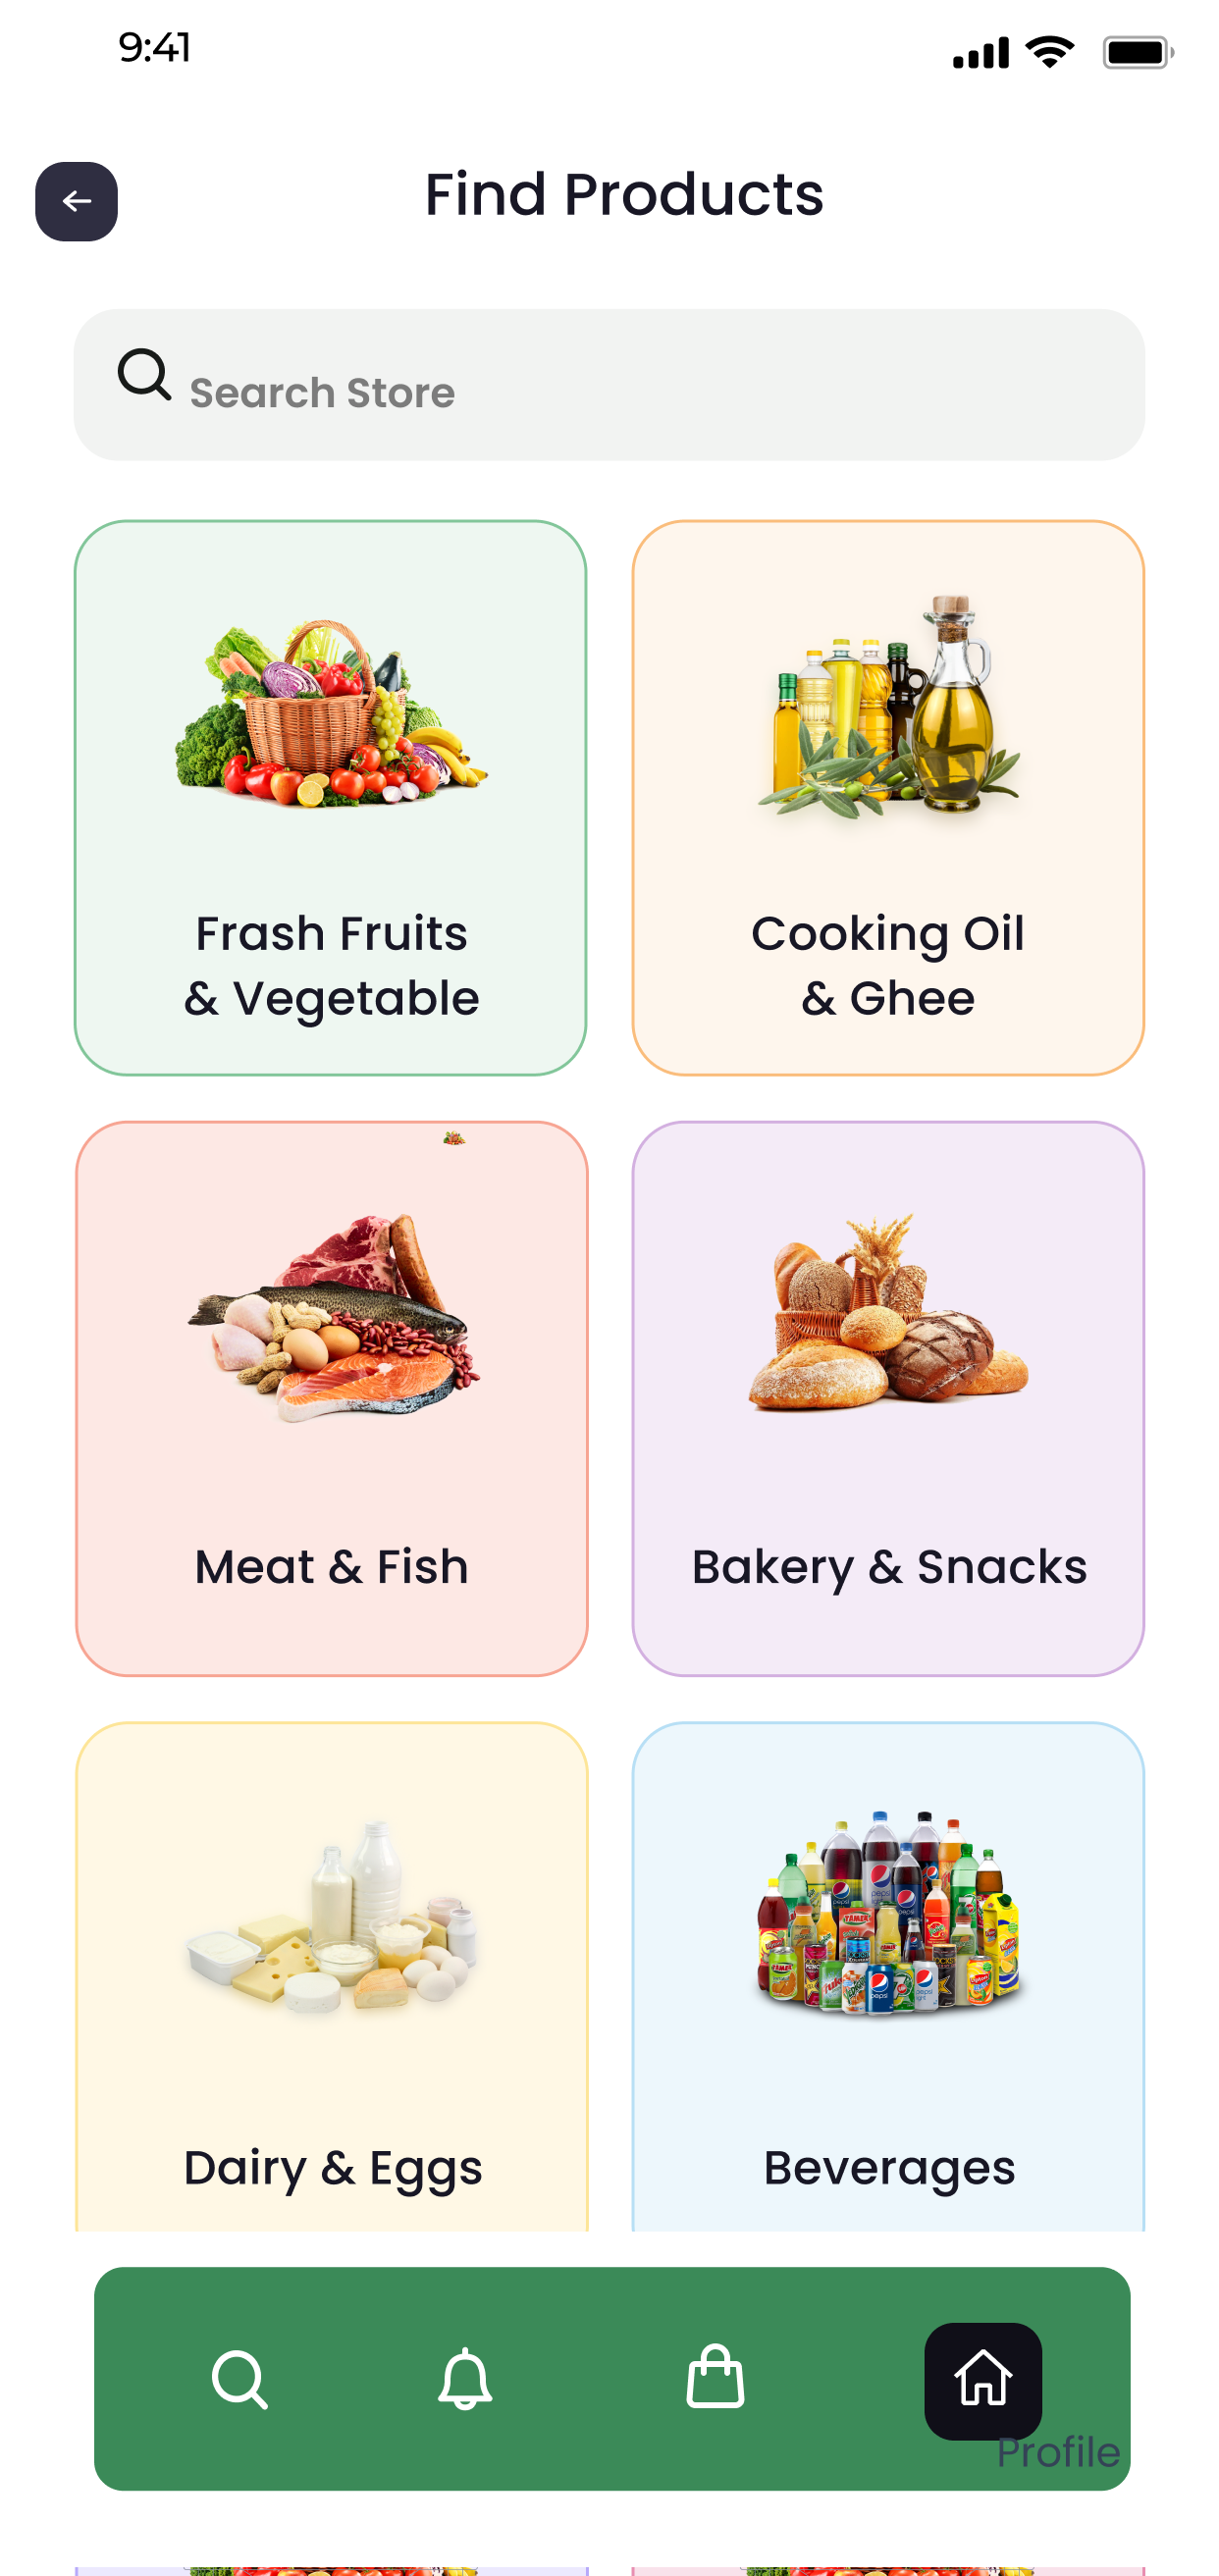 9:41
Find Products
Search Store
Frash Fruits
& Vegetable
Cooking Oil
& Ghee
Meat & Fish
Bakery & Snacks
Dairy & Eggs
Beverages
Profile